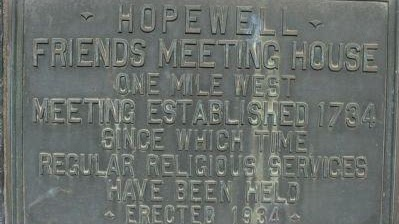 HOPEWELL
FRIENDS MEETING HOUSE
ONE MILE WEST
MEETING ESTABLISHED 1734
SINCE WHICH TIME
REGULAR RELIGIOUS SERVICES
HAVE BEEN HELD
ERECTED 1934